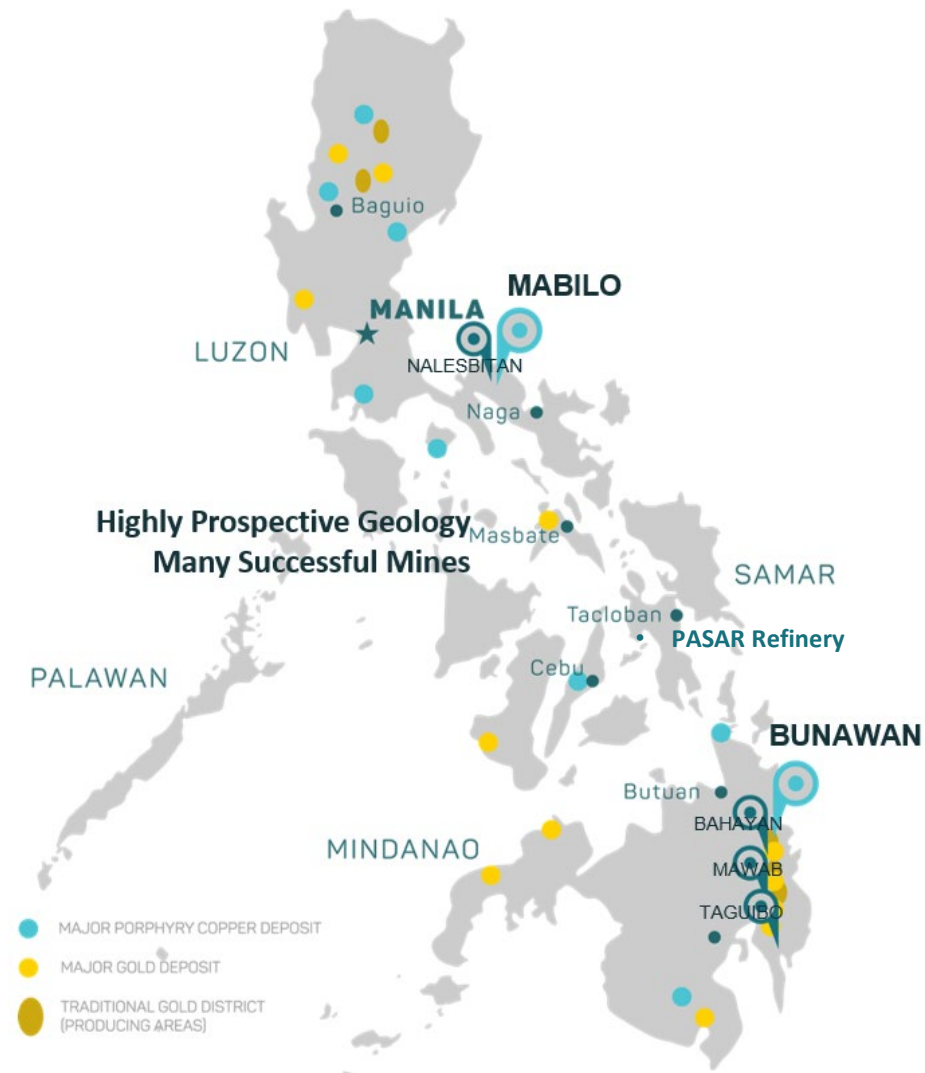 Baguio
MABILO
MANILA
LUZON
NALESBITAN
Naga
Highly Prospective Geology
Many Successful Mines
Masbate
SAMAR
Tacloban
PASAR Refinery
Cebu
PALAWAN
BUNAWAN
Butuan
BAHAYAN
MINDANAO
MAWAB
TAGUIBO
MAJOR PORPHYRY COPPER DEPOSIT
MAJOR GOLD DEPOSIT
TRADITIONAL GOLD DISTRICT
(PRODUCING AREAS)